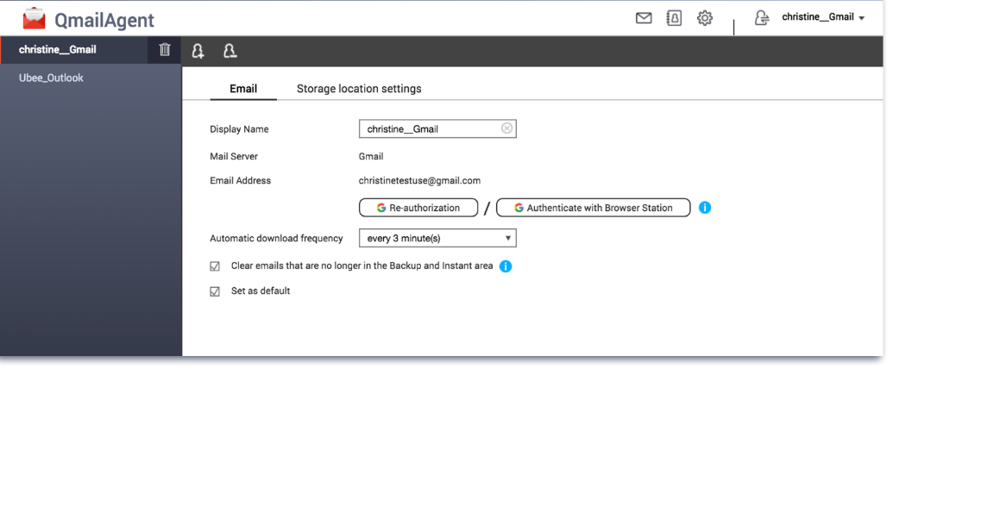 QmailAgent
christine__Gmail
christine__Gmail
Ubee_Outlook
Email
Storage location settings
Display Name
christine__Gmail
Mail Server
Gmail
Email Address
christinetestuse@gmail.com
Re-authorization / Authenticate with Browser Station
Automatic download frequency
every 3 minute(s)
Clear emails that are no longer in the Backup and Instant area
Set as default